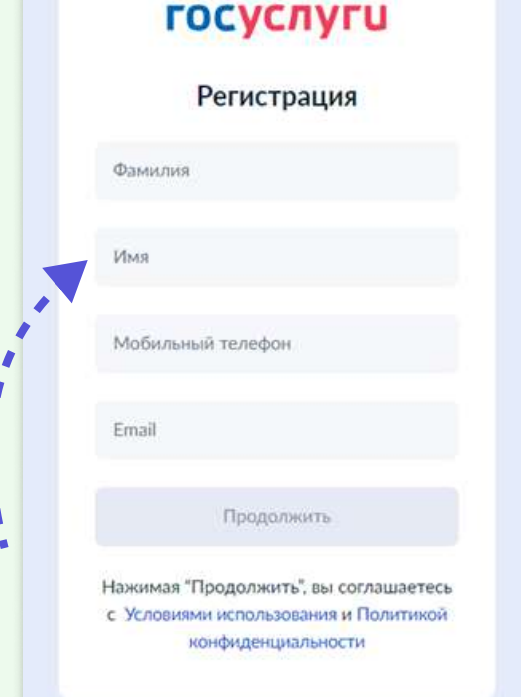 госуслуги
Регистрация
Фамилия
Имя
Мобильный телефон
Email
Продолжить
Нажимая "Продолжить", вы соглашаетесь
с Условиями использования и Политикой
конфиденциальности